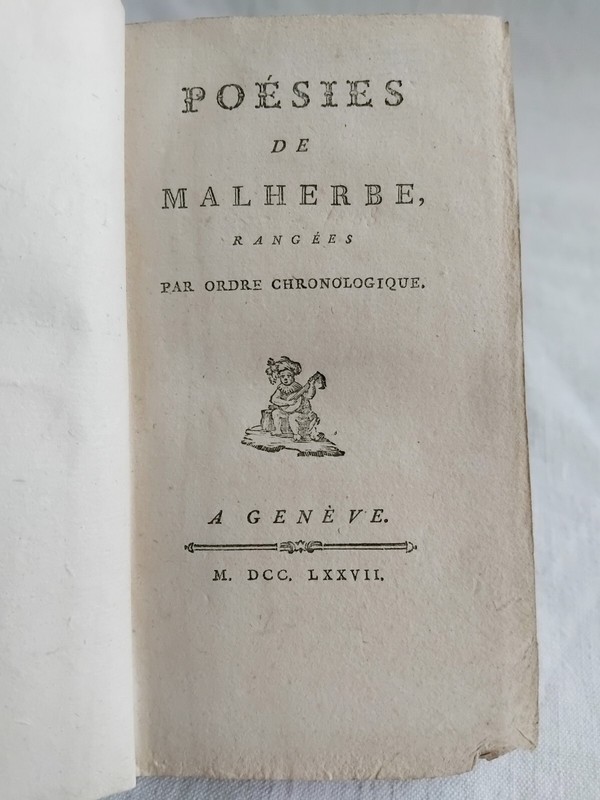 POÉSIES
DE
MALHERBE,
RANGÉES
PAR ORDRE CHRONOLOGIQUE.
A GENÈVE.
M. DCC. LXXVII.